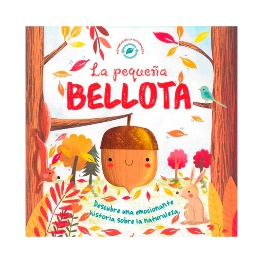 La pequeña
BELLOTA
Descubre una emocionante
historia sobre la naturaleza